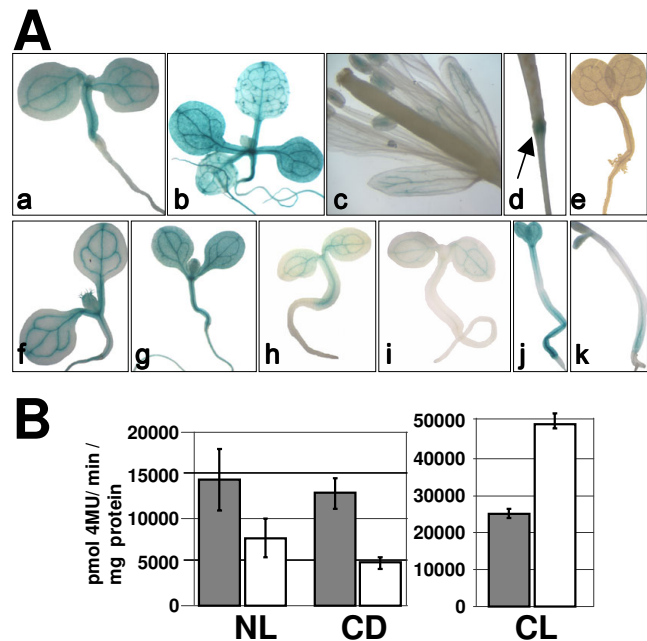 A
a b c d e
f g h i j k
B
pmol 4MU/ min /
mg protein
20000 50000
15000 40000
10000 30000
5000 20000
0 10000
0
NL CD CL